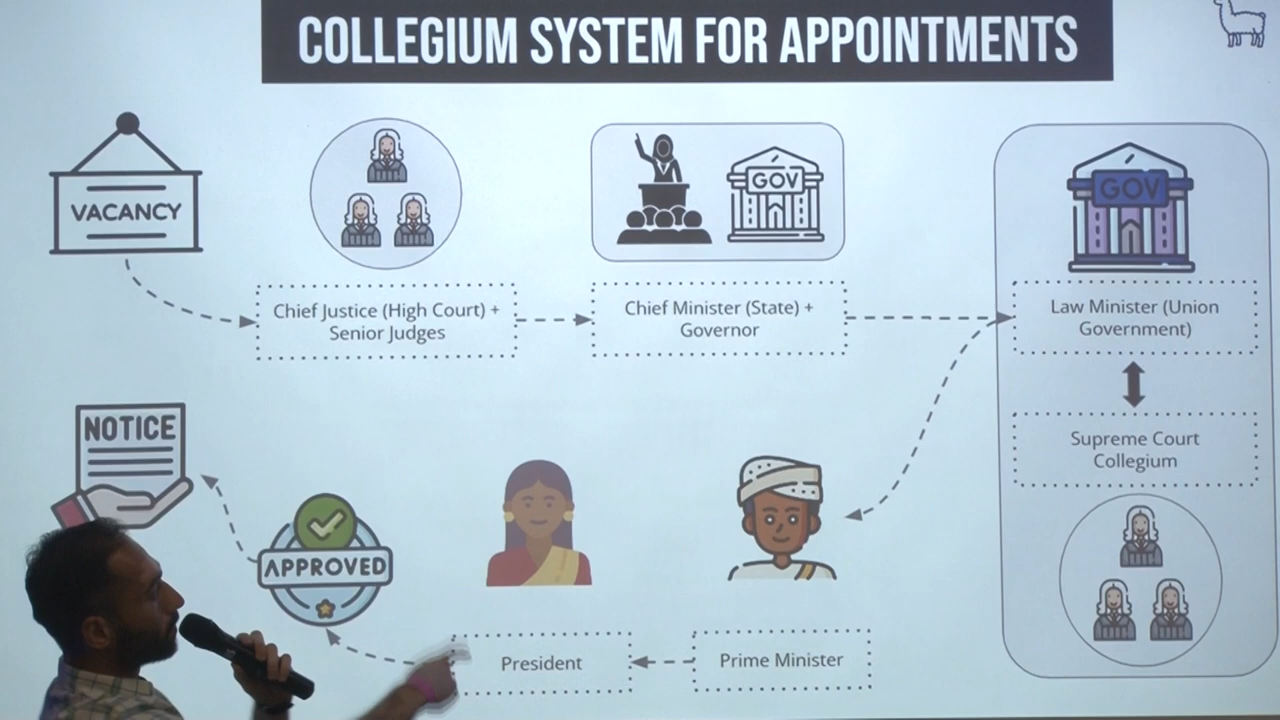 COLLEGIUM SYSTEM FOR APPOINTMENTS
VACANCY
GOV
GOV
Chief Justice (High Court) +
Senior Judges
Chief Minister (State) +
Governor
Law Minister (Union
Government)
NOTICE
Supreme Court
Collegium
APPROVED
President
Prime Minister